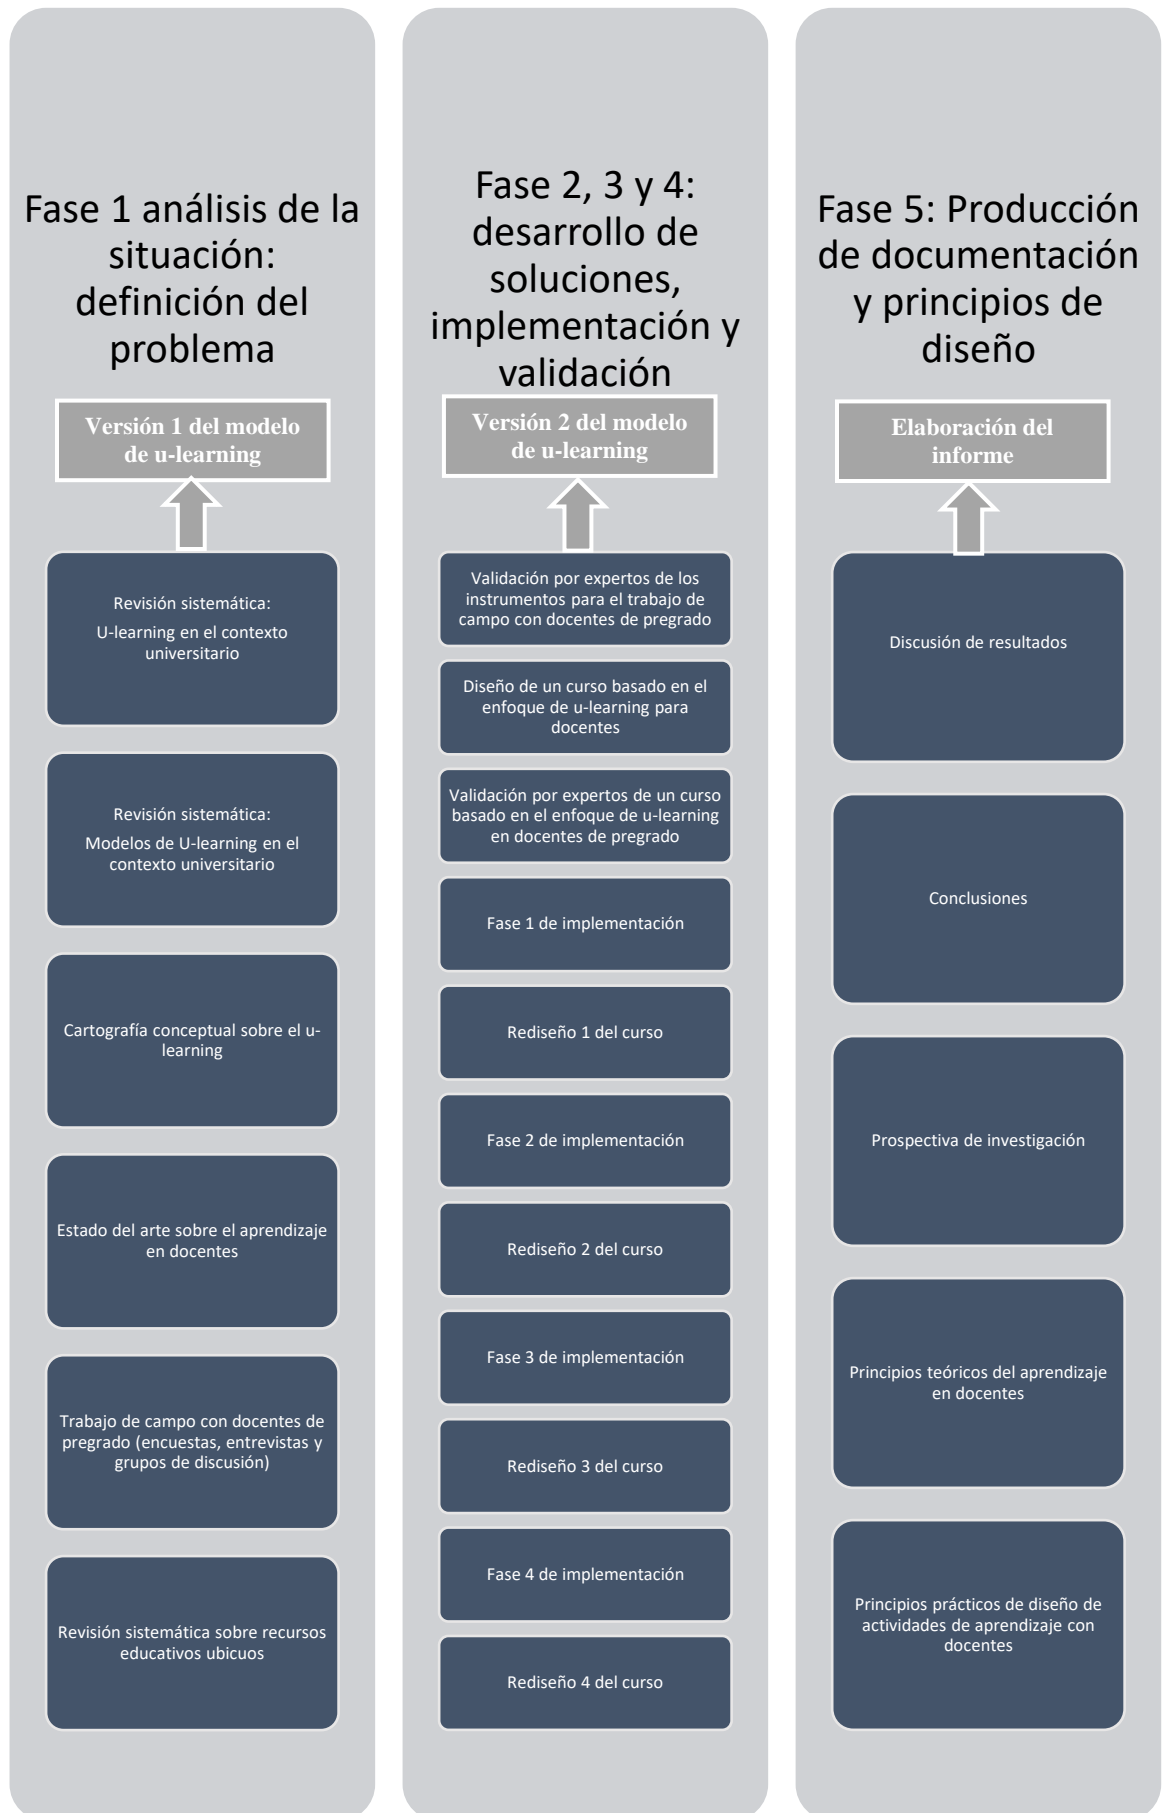 Fase 1 análisis de la
situación:
definición del
problema
Versión 1 del modelo
de u-learning
Revisión sistemática:
U-learning en el contexto
universitario
Revisión sistemática:
Modelos de U-learning en el
contexto universitario
Cartografía conceptual sobre el u-
learning
Estado del arte sobre el aprendizaje
en docentes
Trabajo de campo con docentes de
pregrado (encuestas, entrevistas y
grupos de discusión)
Revisión sistemática sobre recursos
educativos ubicuos
Fase 2, 3 y 4:
desarrollo de
soluciones,
implementación y
validación
Versión 2 del modelo
de u-learning
Validación por expertos de los
instrumentos para el trabajo de
campo con docentes de pregrado
Diseño de un curso basado en el
enfoque de u-learning para
docentes
Validación por expertos de un curso
basado en el enfoque de u-learning
en docentes de pregrado
Fase 1 de implementación
Rediseño 1 del curso
Fase 2 de implementación
Rediseño 2 del curso
Fase 3 de implementación
Rediseño 3 del curso
Fase 4 de implementación
Rediseño 4 del curso
Fase 5: Producción
de documentación
y principios de
diseño
Elaboración del
informe
Discusión de resultados
Conclusiones
Prospectiva de investigación
Principios teóricos del aprendizaje
en docentes
Principios prácticos de diseño de
actividades de aprendizaje con
docentes